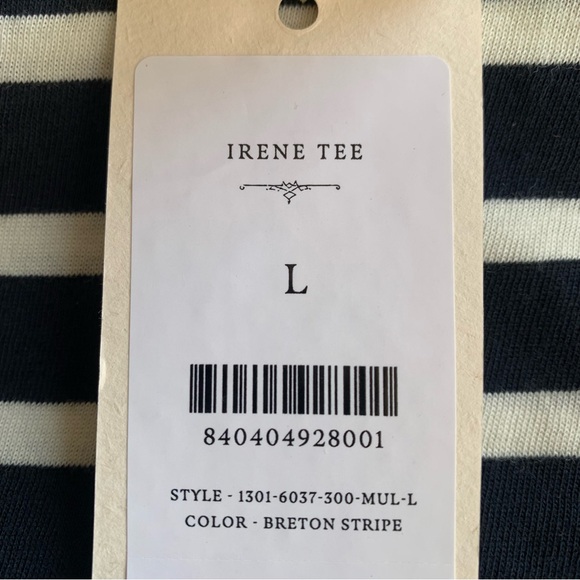 IRENE TEE
L
840404928001
STYLE - 1301-6037-300-MUL-L
COLOR - BRETON STRIPE